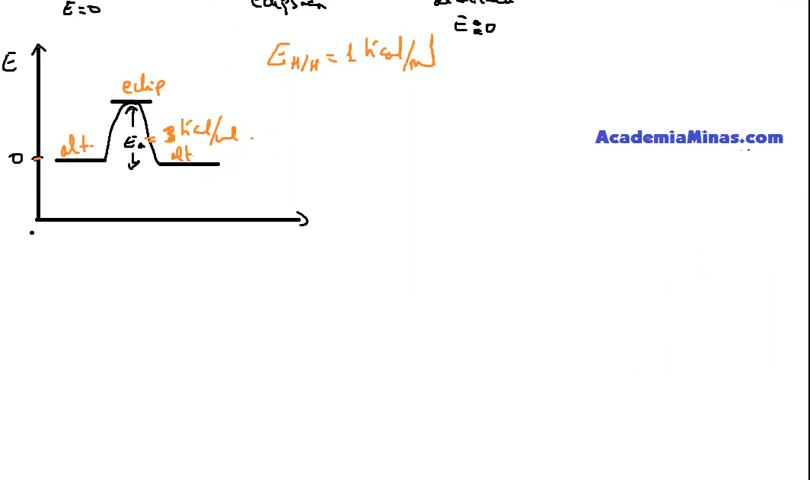 E=0
E=0
E
E H/H = 1 kcal/mol
eclip
AcademiaMinas.com
alt.
Ea = 3 kcal/mol
0
alt.